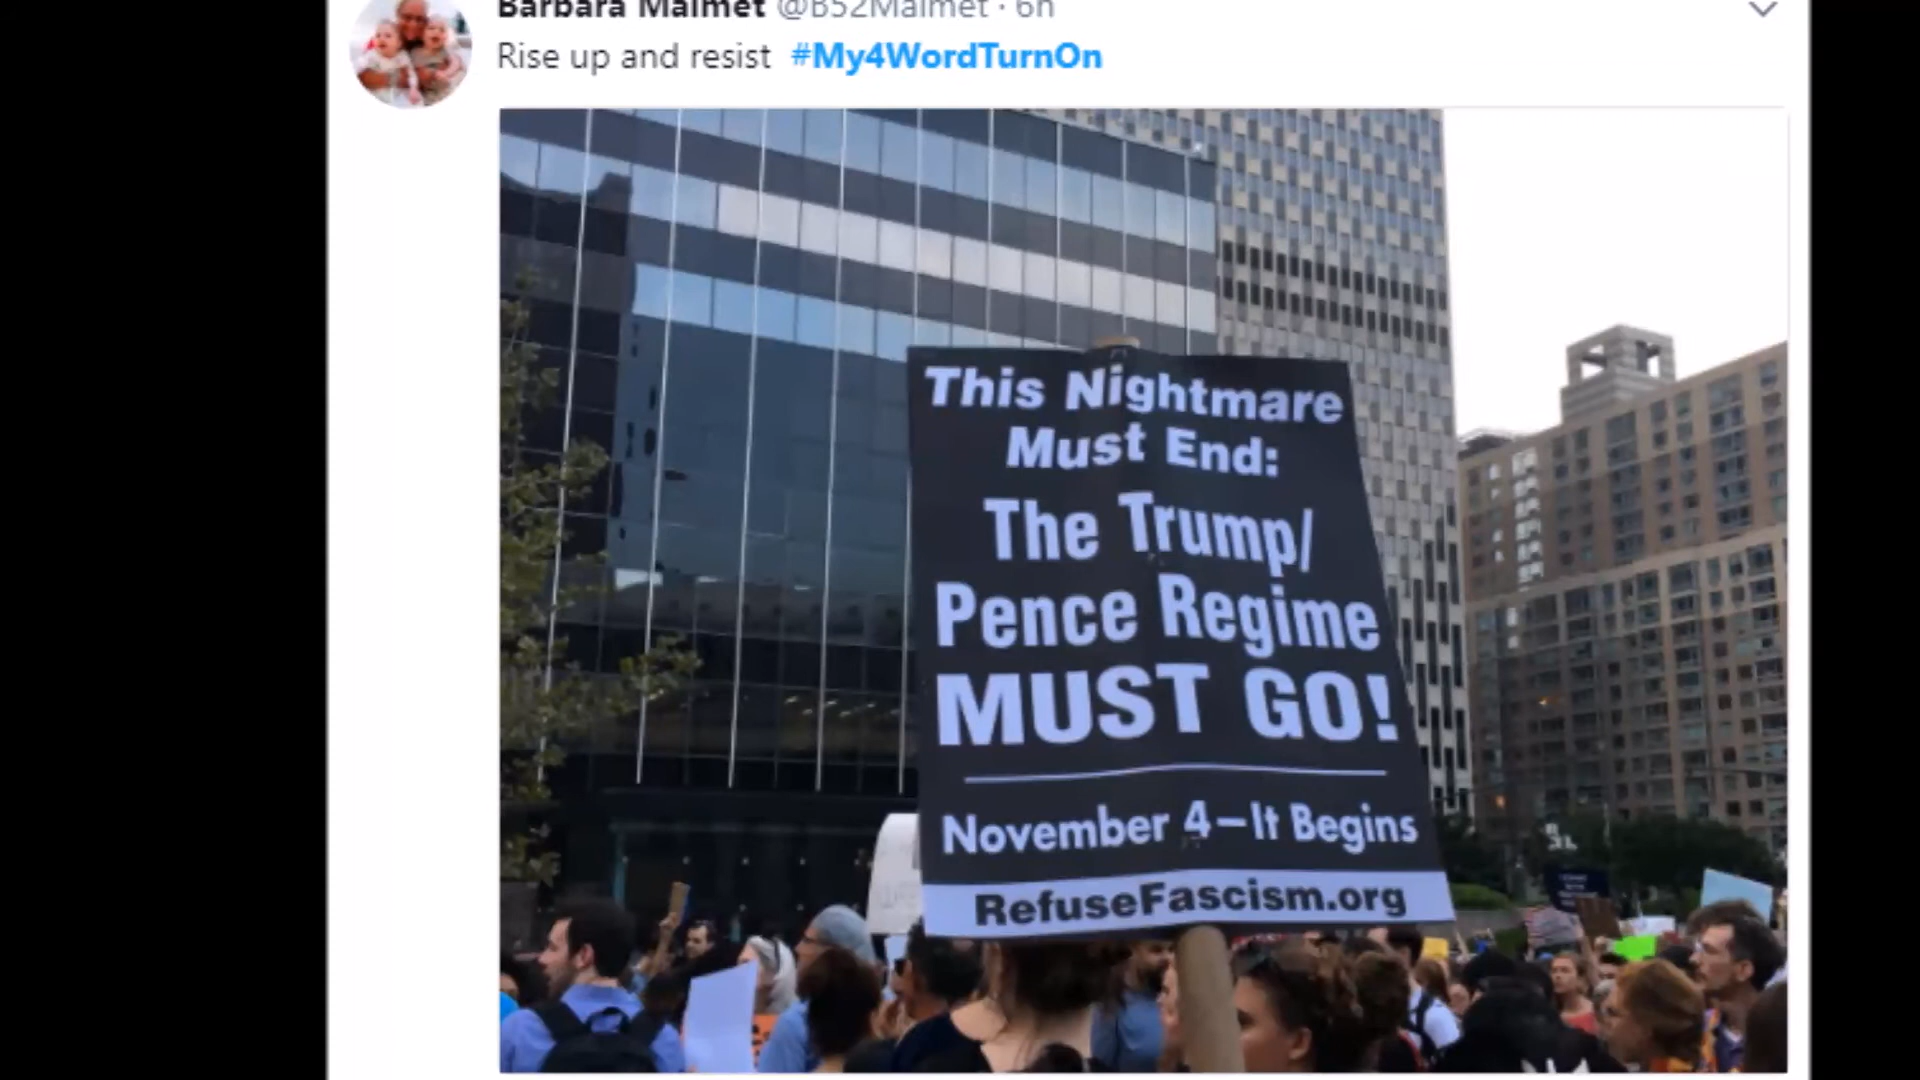 Barbara Malmet @B52Malmet · 6h
Rise up and resist #My4WordTurnOn
This Nightmare
Must End:
The Trump/
Pence Regime
MUST GO!
November 4—It Begins
RefuseFascism.org